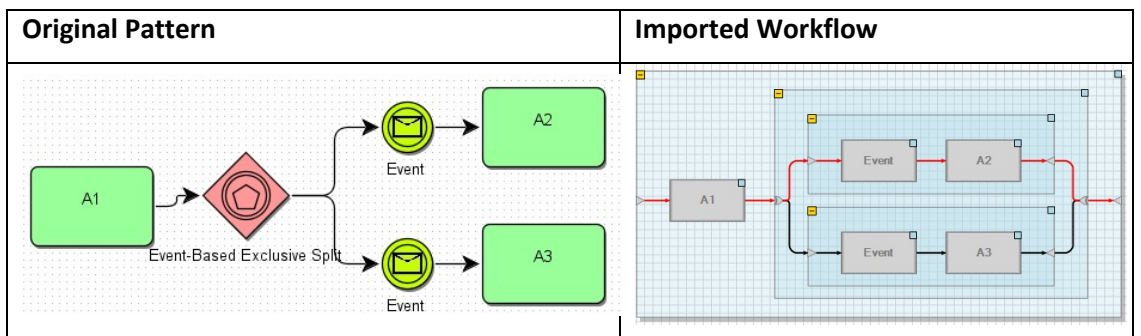 Original Pattern
Imported Workflow
A1
Event-Based Exclusive Split
Event
A2
Event
A3
A1
Event
A2
Event
A3